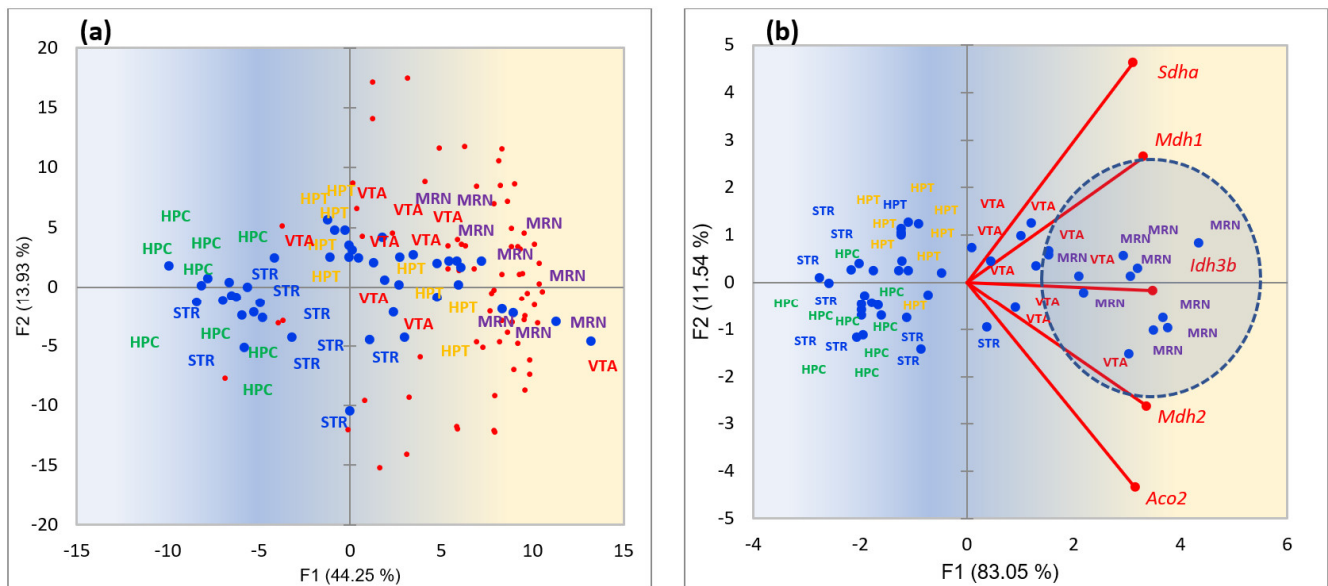 (a)
20
15
10
5
0
-5
-10
-15
-20
F2 (13.93 %)
-15 -10 -5 0 5 10 15
F1 (44.25 %)
HPC
HPC
HPC
HPC
HPC
HPC
HPC
HPC
HPC
STR
STR
STR
STR
STR
STR
STR
STR
STR
HPT
HPT
HPT
HPT
HPT
HPT
HPT
HPT
VTA
VTA
VTA
VTA
VTA
VTA
VTA
VTA
VTA
MRN
MRN
MRN
MRN
MRN
MRN
MRN
MRN
MRN
(b)
5
4
3
2
1
0
-1
-2
-3
-4
-5
F2 (11.54 %)
-4 -2 0 2 4 6
F1 (83.05 %)
Sdha
Mdh1
Idh3b
Mdh2
Aco2
HPT
HPT
HPT
HPT
HPT
HPT
HPT
HPT
STR
STR
STR
STR
STR
STR
STR
STR
STR
HPC
HPC
HPC
HPC
HPC
HPC
HPC
HPC
VTA
VTA
VTA
VTA
VTA
VTA
VTA
VTA
MRN
MRN
MRN
MRN
MRN
MRN
MRN
MRN
MRN